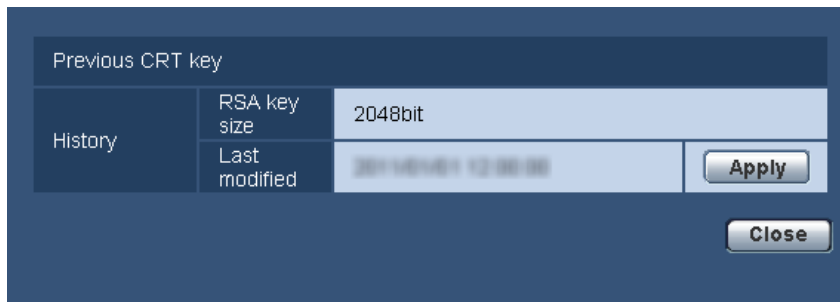 Previous CRT key
History
RSA key
size
2048bit
Last
modified
Apply
Close